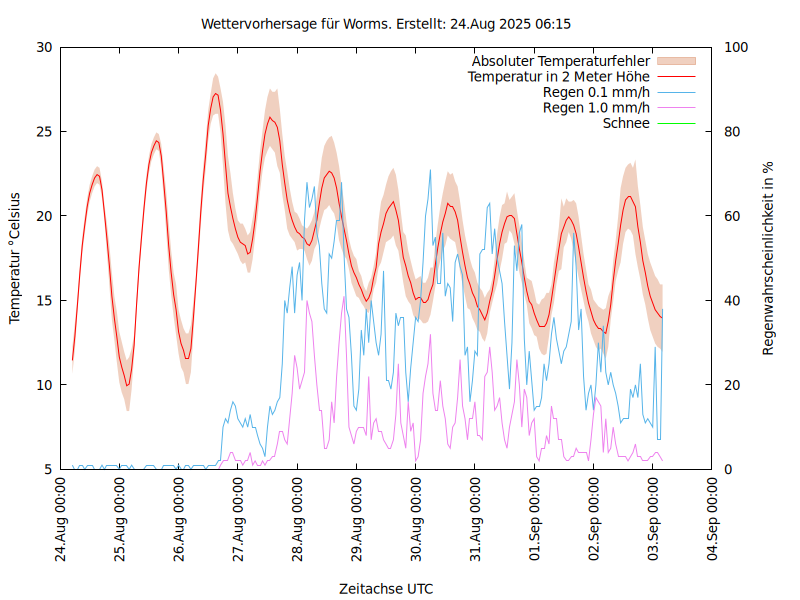 Wettervorhersage für Worms. Erstellt: 24.Aug 2025 06:15
Absoluter Temperaturfehler
Temperatur in 2 Meter Höhe
Regen 0.1 mm/h
Regen 1.0 mm/h
Schnee
Temperatur °Celsius
30
25
20
15
10
5
Regenwahrscheinlichkeit in %
100
80
60
40
20
0
24.Aug 00:00
25.Aug 00:00
26.Aug 00:00
27.Aug 00:00
28.Aug 00:00
29.Aug 00:00
30.Aug 00:00
31.Aug 00:00
01.Sep 00:00
02.Sep 00:00
03.Sep 00:00
04.Sep 00:00
Zeitachse UTC